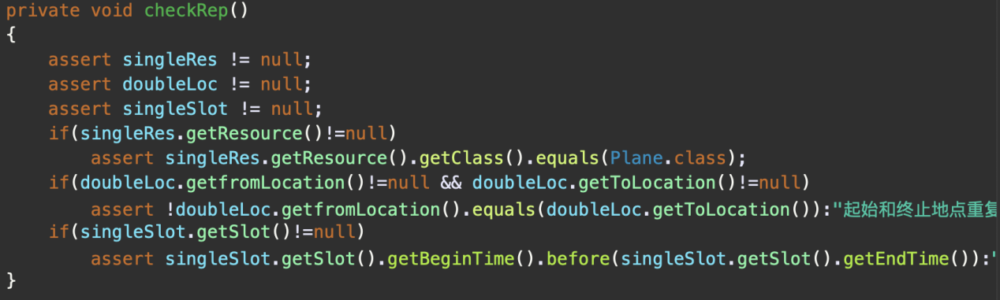 private void checkRep()
{
    assert singleRes != null;
    assert doubleLoc != null;
    assert singleSlot != null;
    if(singleRes.getResource()!=null)
        assert singleRes.getResource().getClass().equals(Plane.class);
    if(doubleLoc.getfromLocation()!=null && doubleLoc.getToLocation()!=null)
        assert !doubleLoc.getfromLocation().equals(doubleLoc.getToLocation()):"起始和终止地点重复
    if(singleSlot.getSlot()!=null)
        assert singleSlot.getSlot().getBeginTime().before(singleSlot.getSlot().getEndTime()):"
}